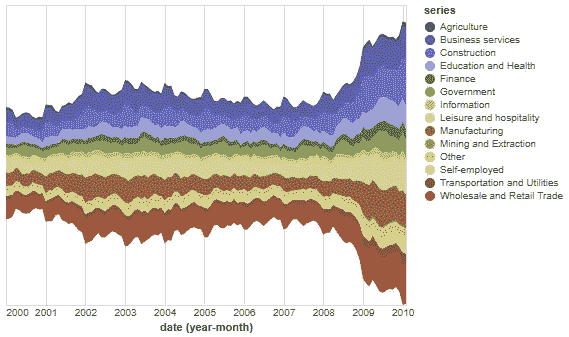 series
Agriculture
Business services
Construction
Education and Health
Finance
Government
Information
Leisure and hospitality
Manufacturing
Mining and Extraction
Other
Self-employed
Transportation and Utilities
Wholesale and Retail Trade
2000 2001 2002 2003 2004 2005 2006 2007 2008 2009 2010
date (year-month)